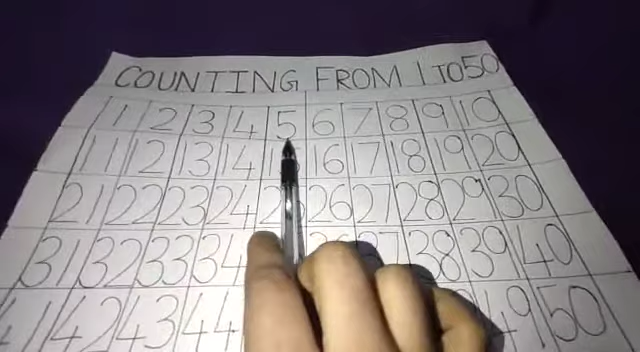 COUNTING FROM 1 TO 50
1 2 3 4 5 6 7 8 9 10
11 12 13 14 16 17 18 19 20
21 22 23 24 26 27 28 29 30
31 32 33 34 38 39 40
41 42 43 44 49 50